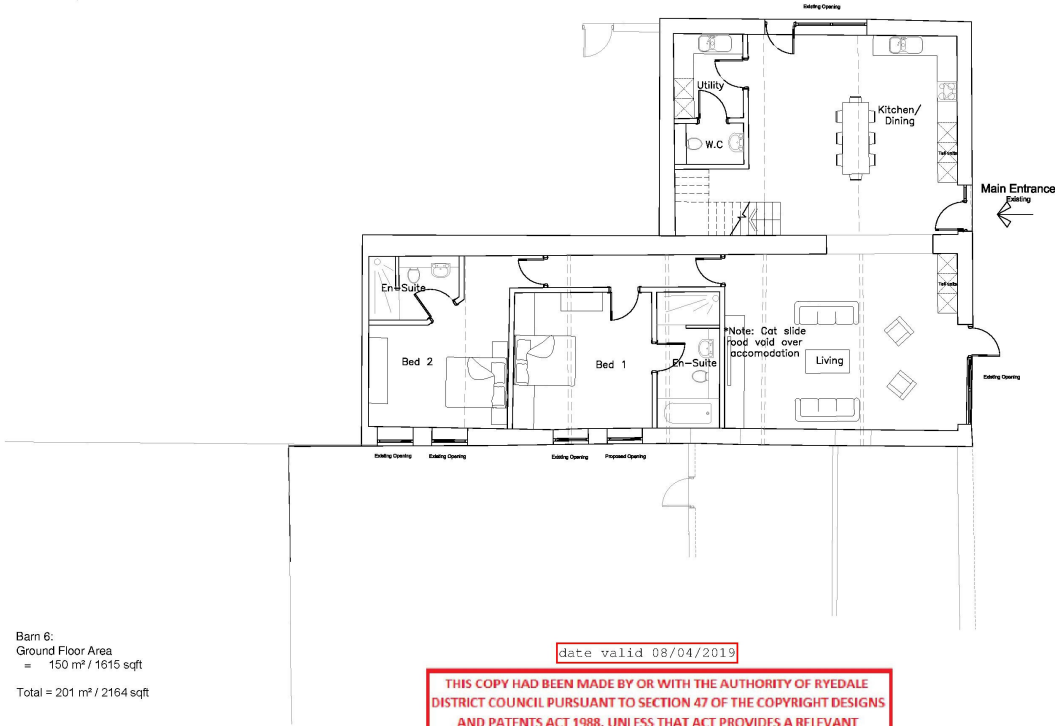 Existing Opening
Utility
Kitchen/
Dining
W.C
Tall units
Main Entrance
Existing
En-Suite
Tall units
*Note: Cat slide
rood void over
accomodation
Bed 2
Bed 1
En-Suite
Living
Existing Opening
Existing Opening
Existing Opening
Existing Opening
Proposed Opening
Barn 6:
Ground Floor Area
= 150 m² / 1615 sqft
Total = 201 m² / 2164 sqft
date valid 08/04/2019
THIS COPY HAD BEEN MADE BY OR WITH THE AUTHORITY OF RYEDALE
DISTRICT COUNCIL PURSUANT TO SECTION 47 OF THE COPYRIGHT DESIGNS
AND PATENTS ACT 1988. UNLESS THAT ACT PROVIDES A RELEVANT